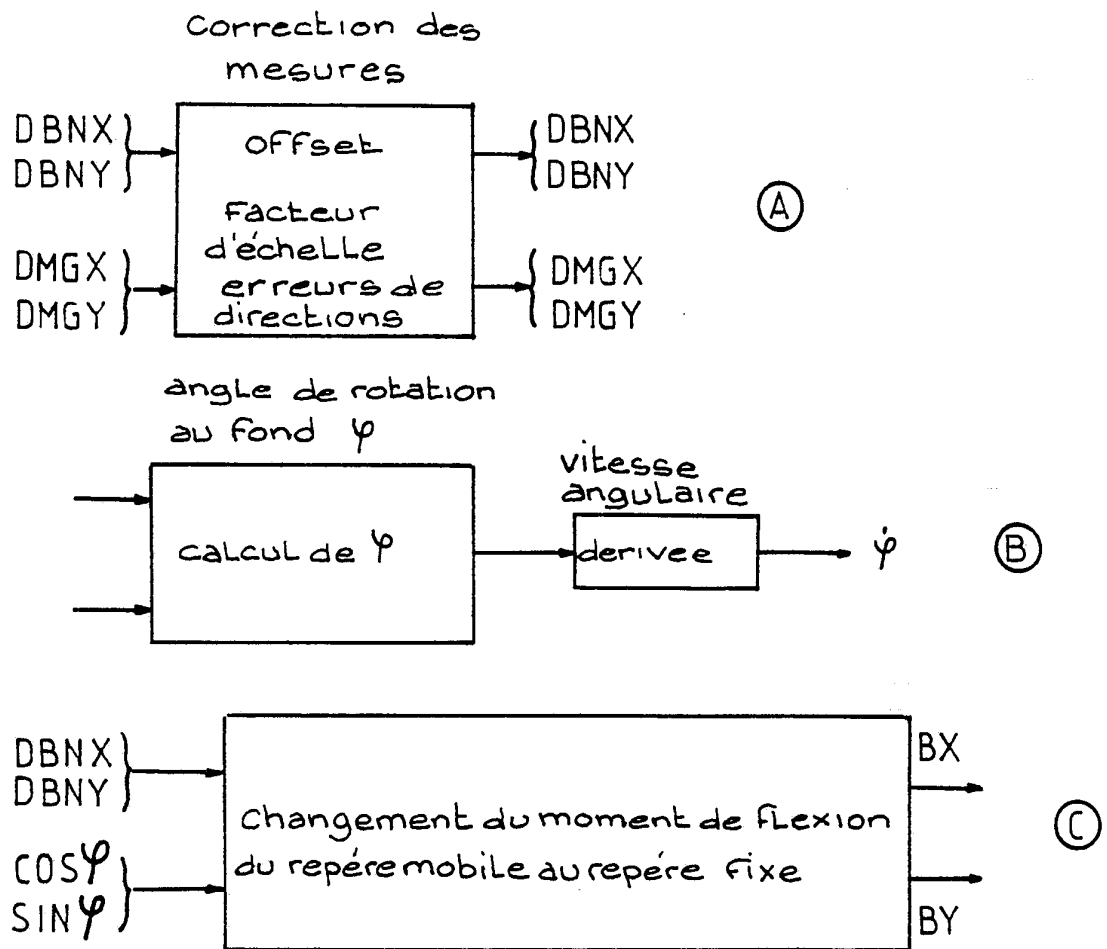 Correction des
mesures
DBNX
DBNY
offset
DBNX
DBNY
A
Facteur
d'échelle
erreurs de
directions
DMGX
DMGY
DMGX
DMGY
angle de rotation
au fond φ
calcul de φ
vitesse
angulaire
derivee
φ̇
B
DBNX
DBNY
COSφ
SINφ
Changement du moment de flexion
du repére mobile au repére fixe
BX
BY
C